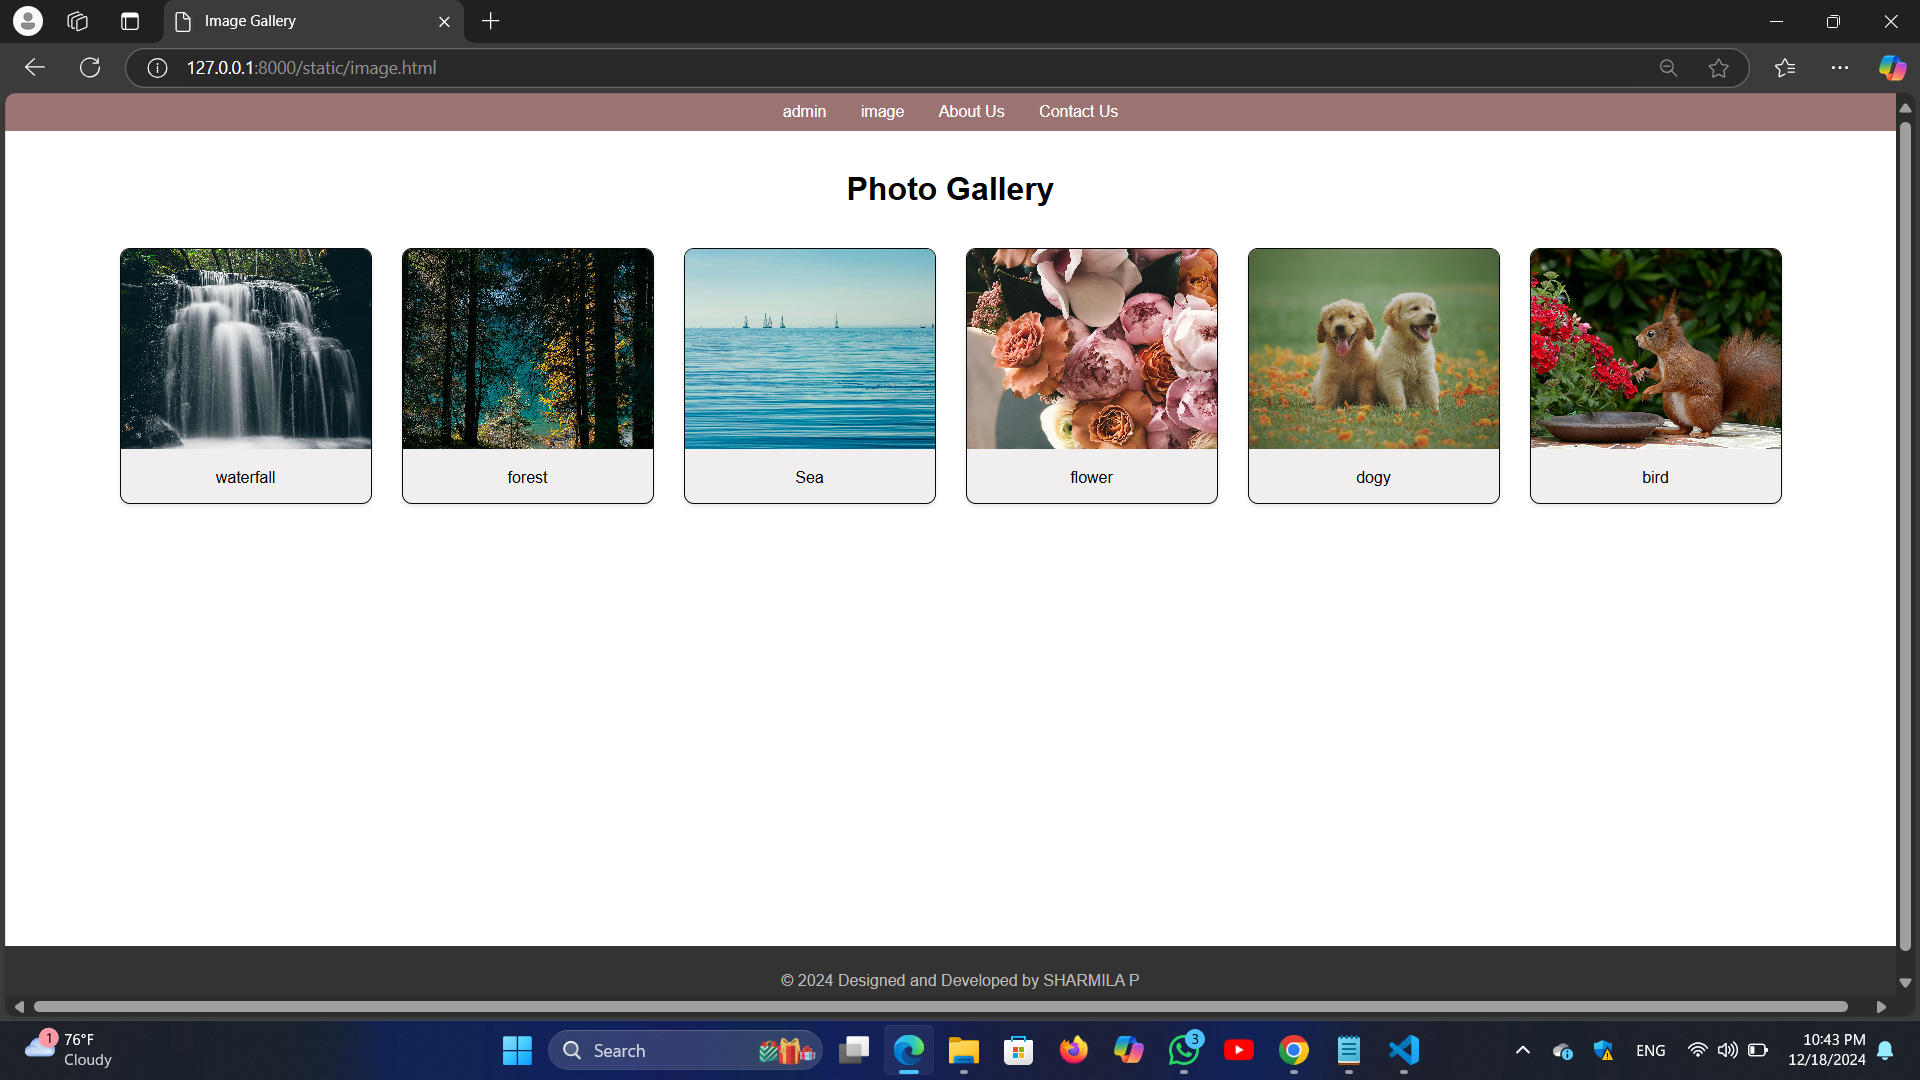 Image Gallery
127.0.0.1:8000/static/image.html
admin image About Us Contact Us
Photo Gallery
waterfall forest Sea flower dogy bird
© 2024 Designed and Developed by SHARMILA P
1
76°F
Cloudy
Search
3
ENG
10:43 PM
12/18/2024